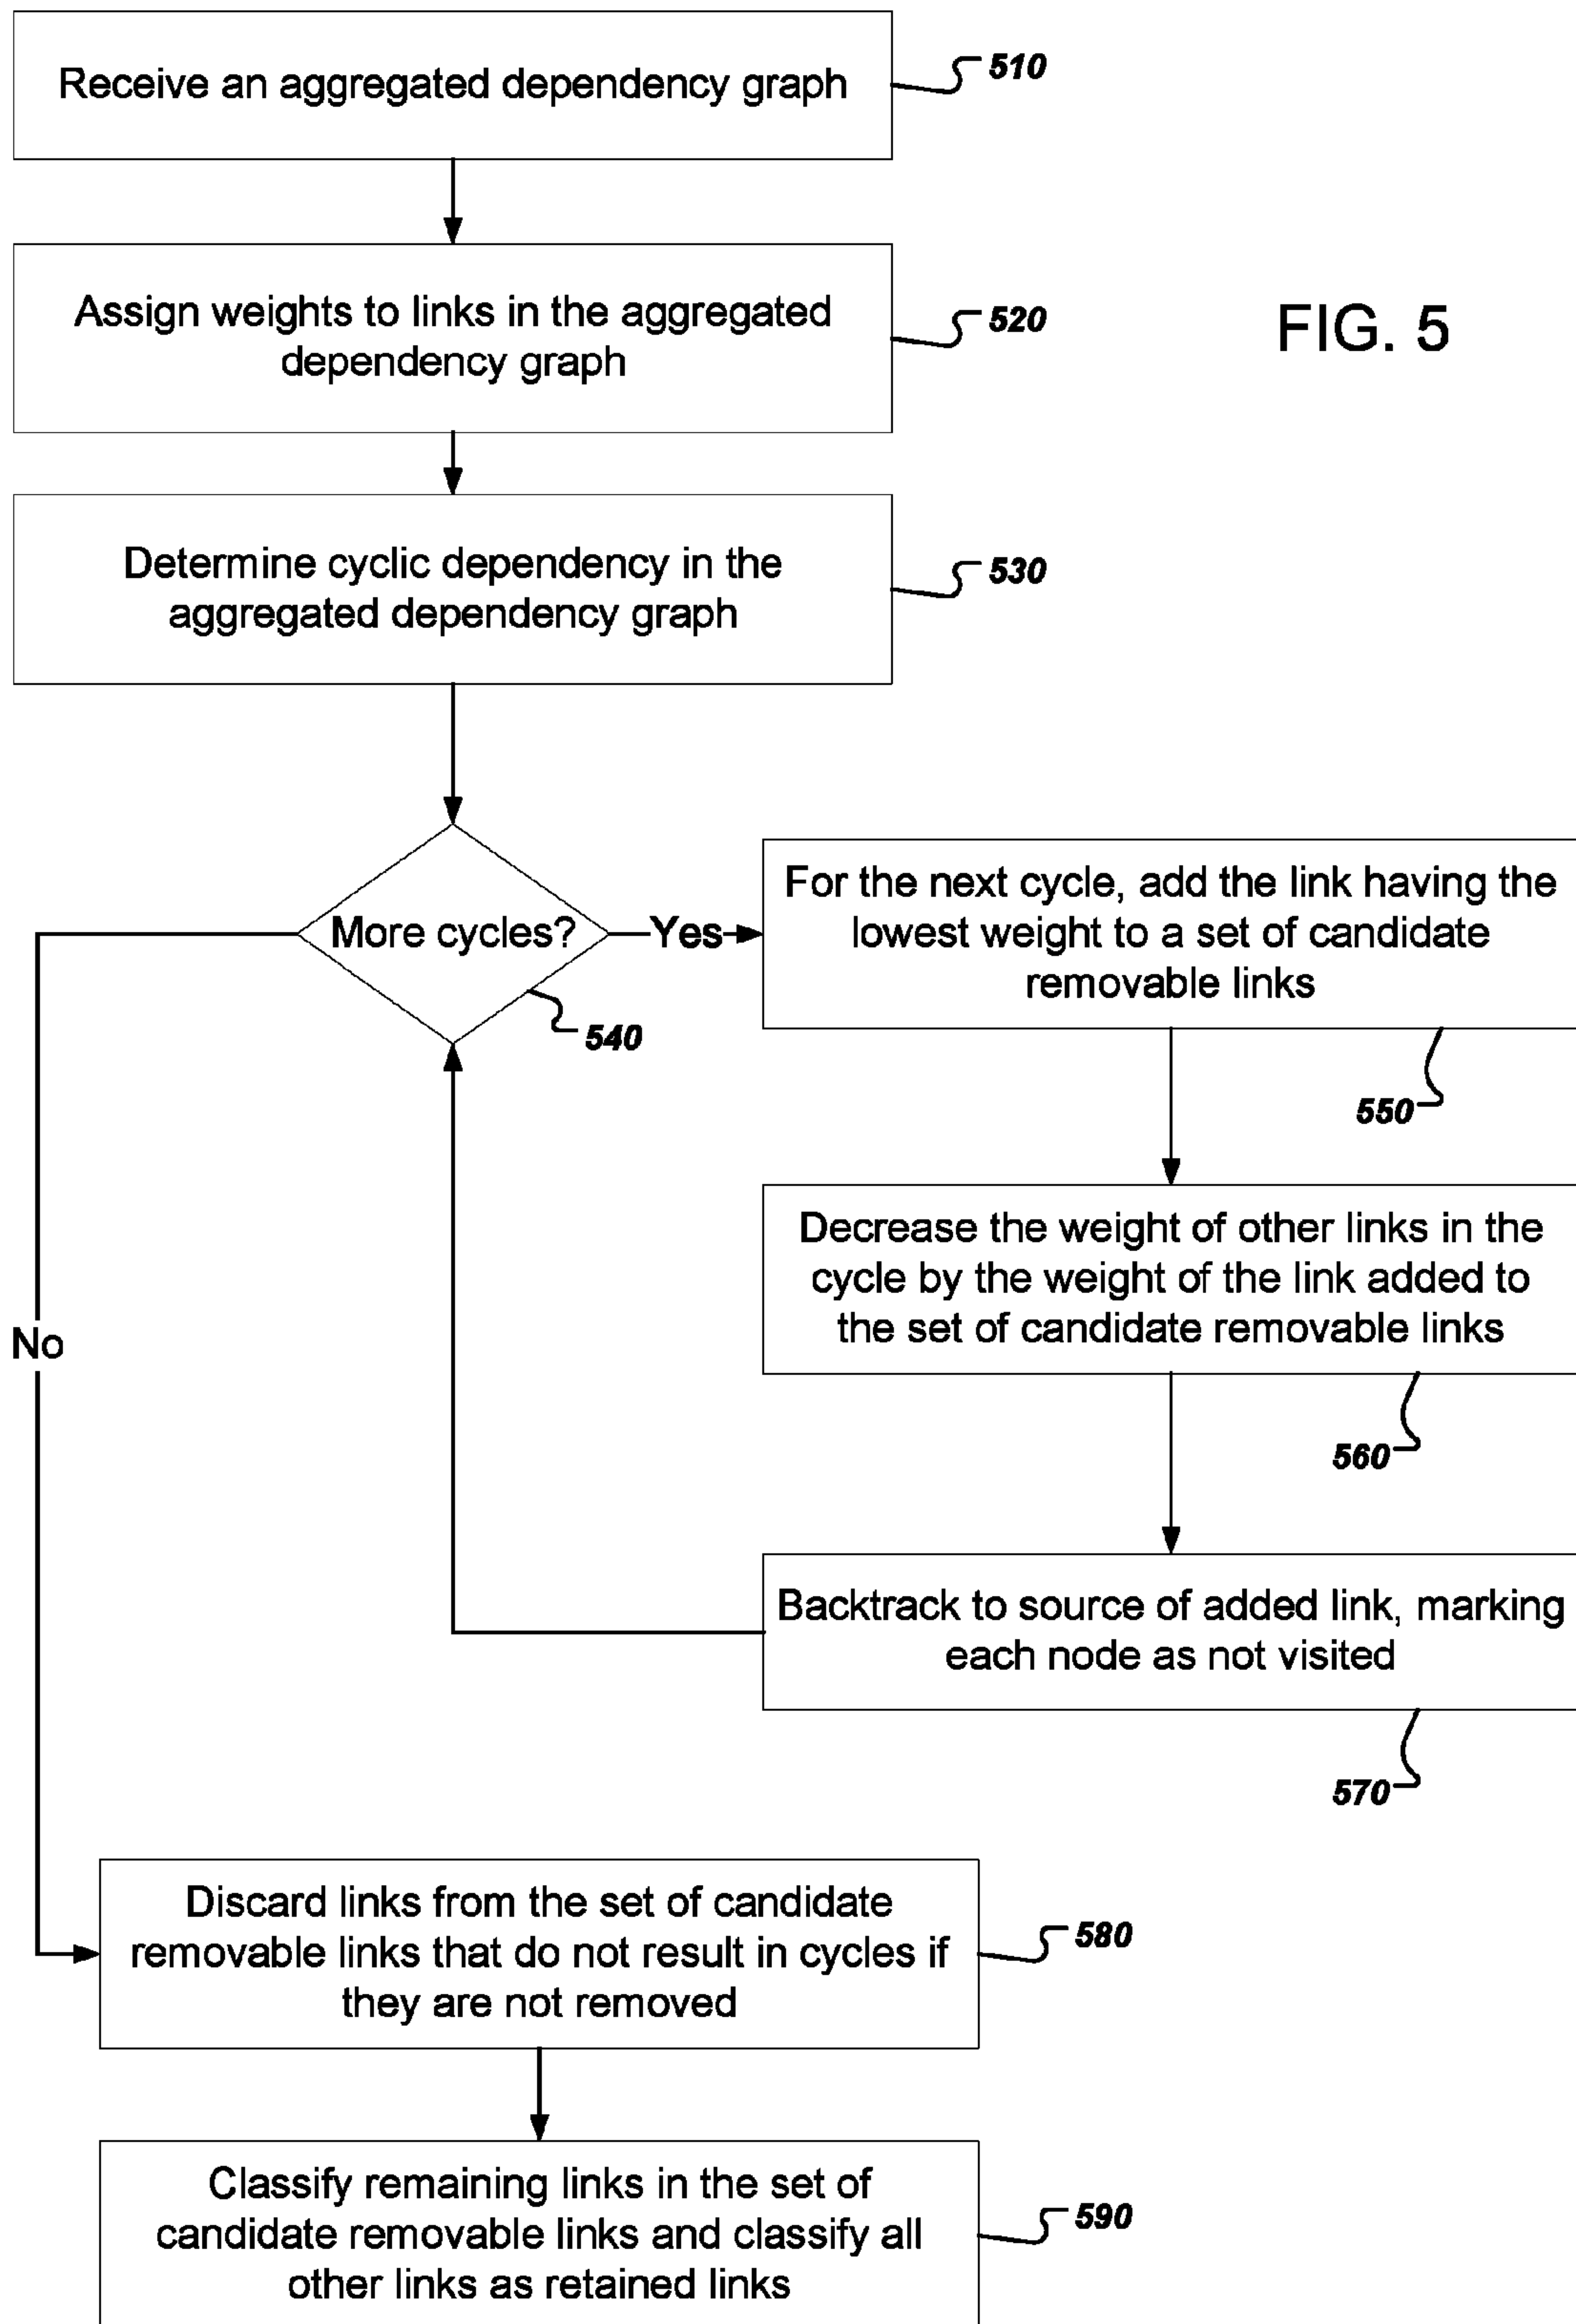 Receive an aggregated dependency graph
510
Assign weights to links in the aggregated
dependency graph
520
FIG. 5
Determine cyclic dependency in the
aggregated dependency graph
530
More cycles?
Yes
540
For the next cycle, add the link having the
lowest weight to a set of candidate
removable links
550
Decrease the weight of other links in the
cycle by the weight of the link added to
the set of candidate removable links
560
No
Backtrack to source of added link, marking
each node as not visited
570
Discard links from the set of candidate
removable links that do not result in cycles if
they are not removed
580
Classify remaining links in the set of
candidate removable links and classify all
other links as retained links
590